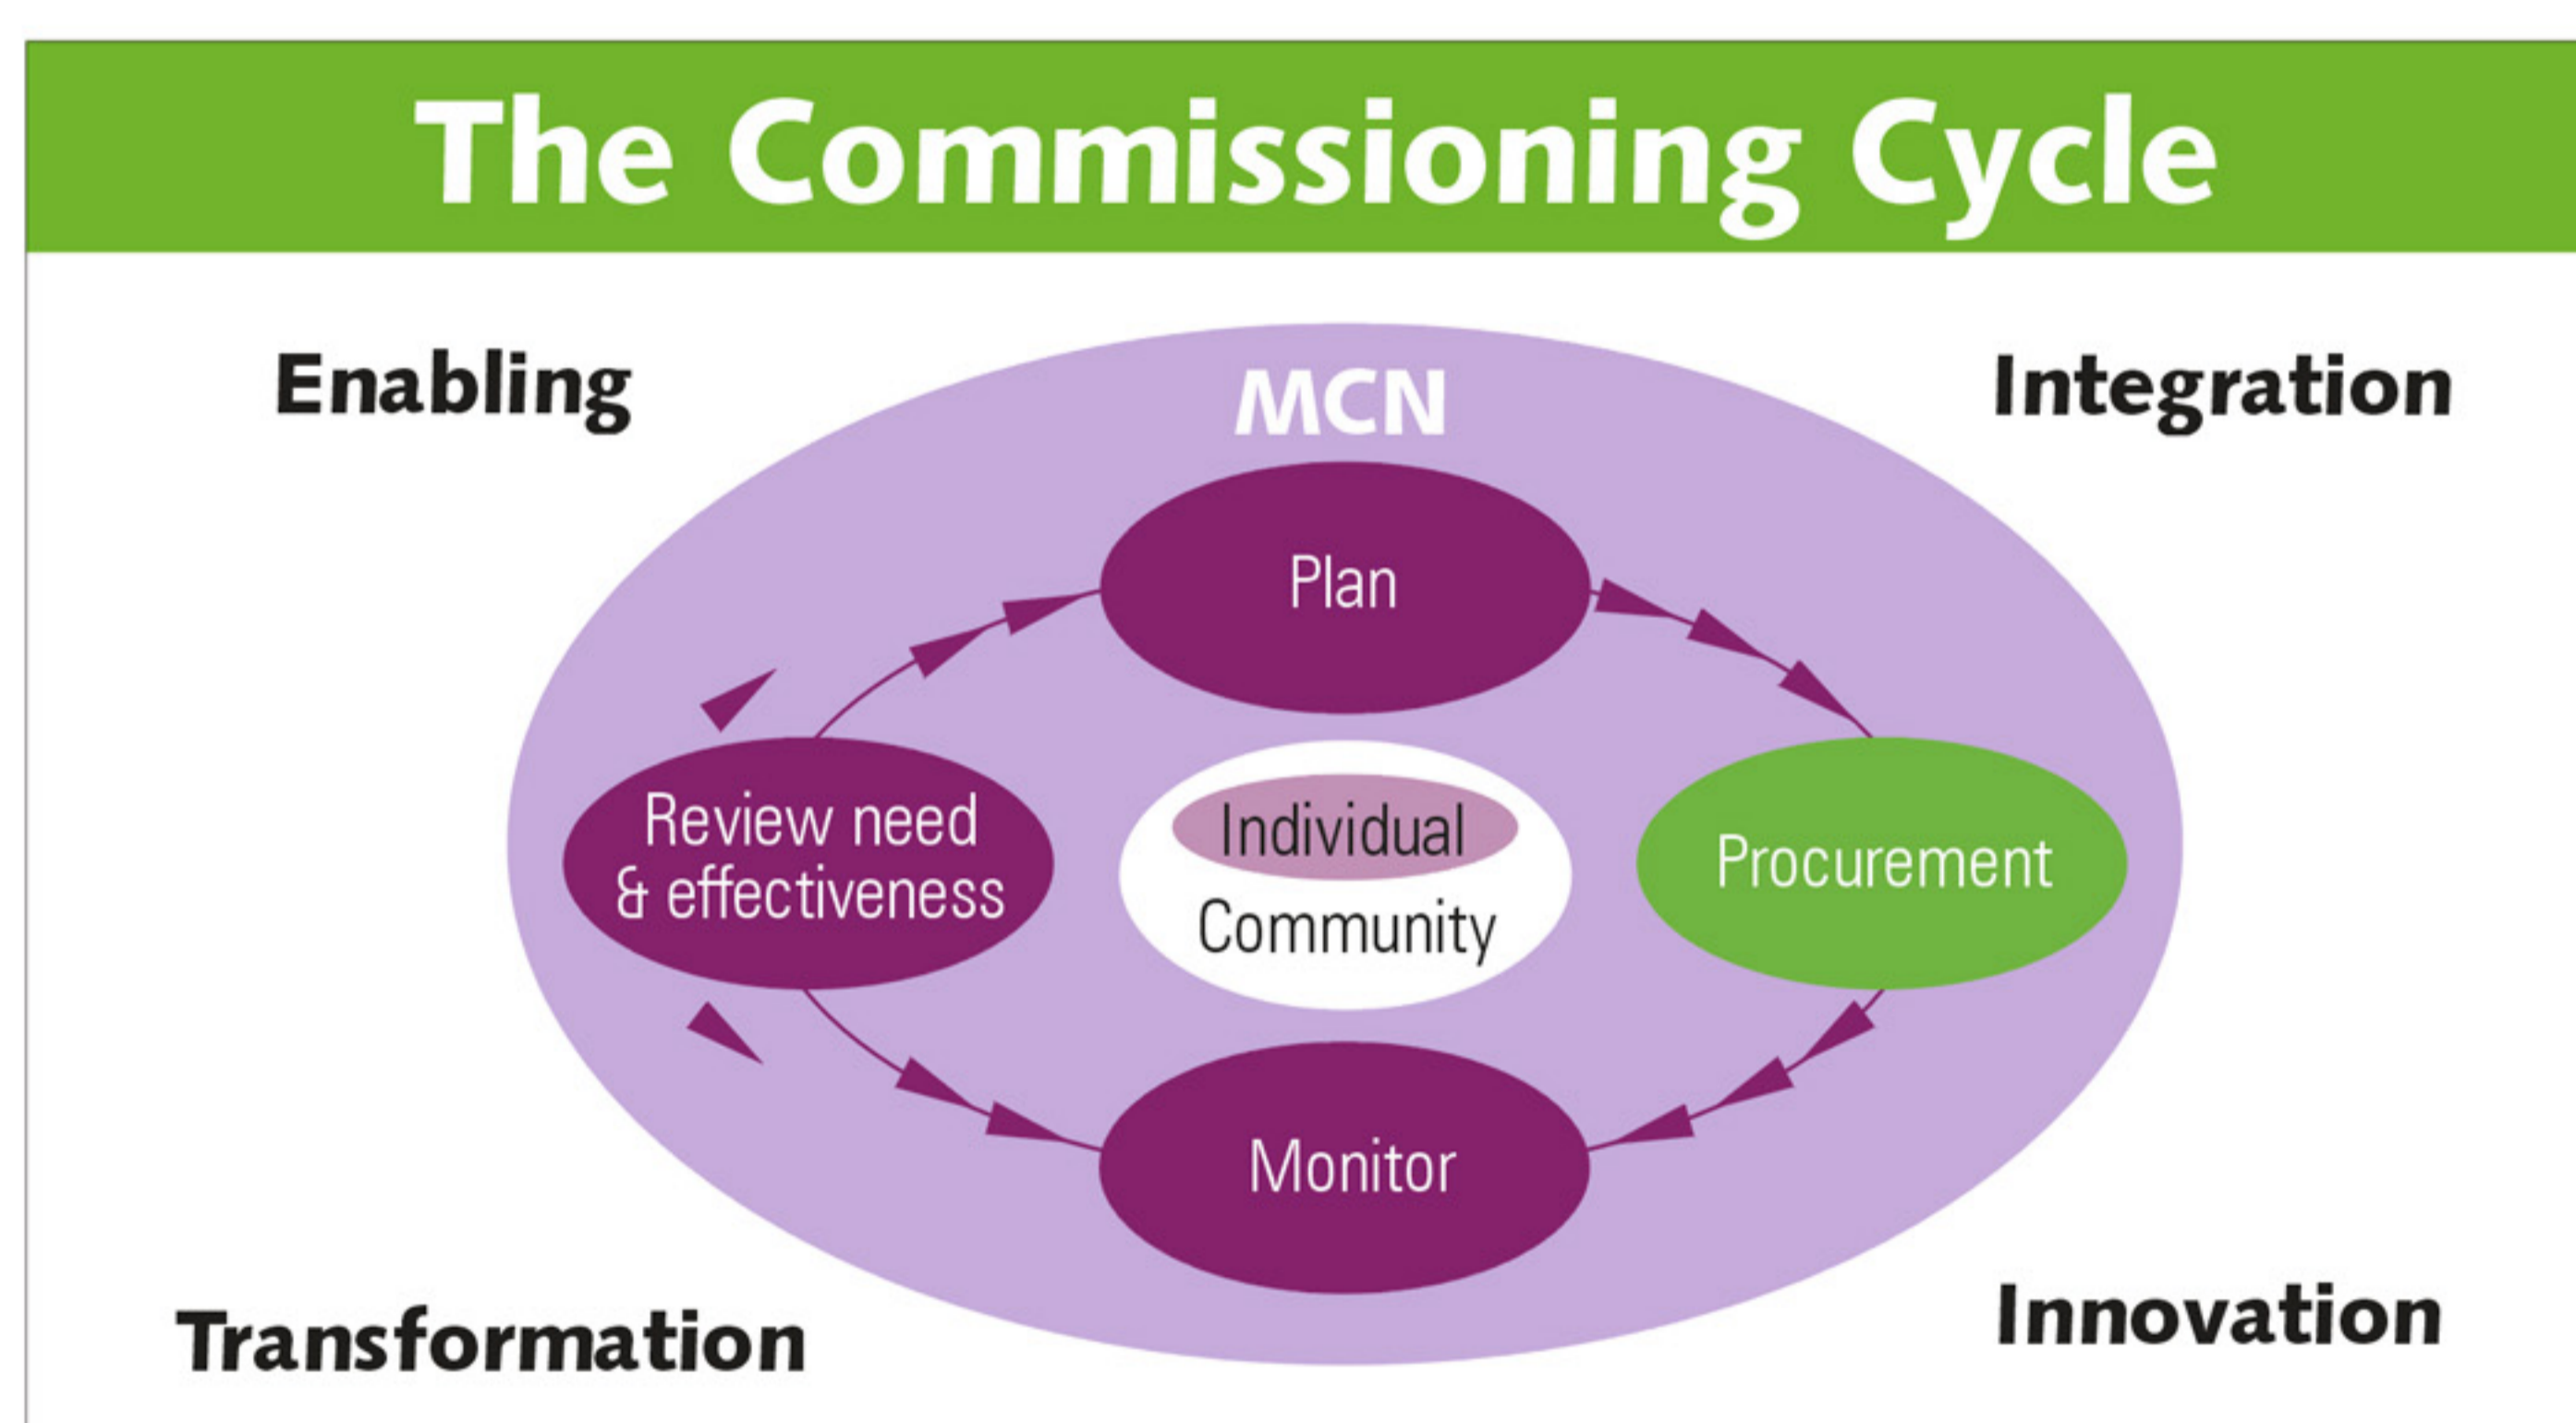 The Commissioning Cycle
Enabling
Integration
MCN
Plan
Review need
& effectiveness
Individual
Community
Procurement
Monitor
Transformation
Innovation